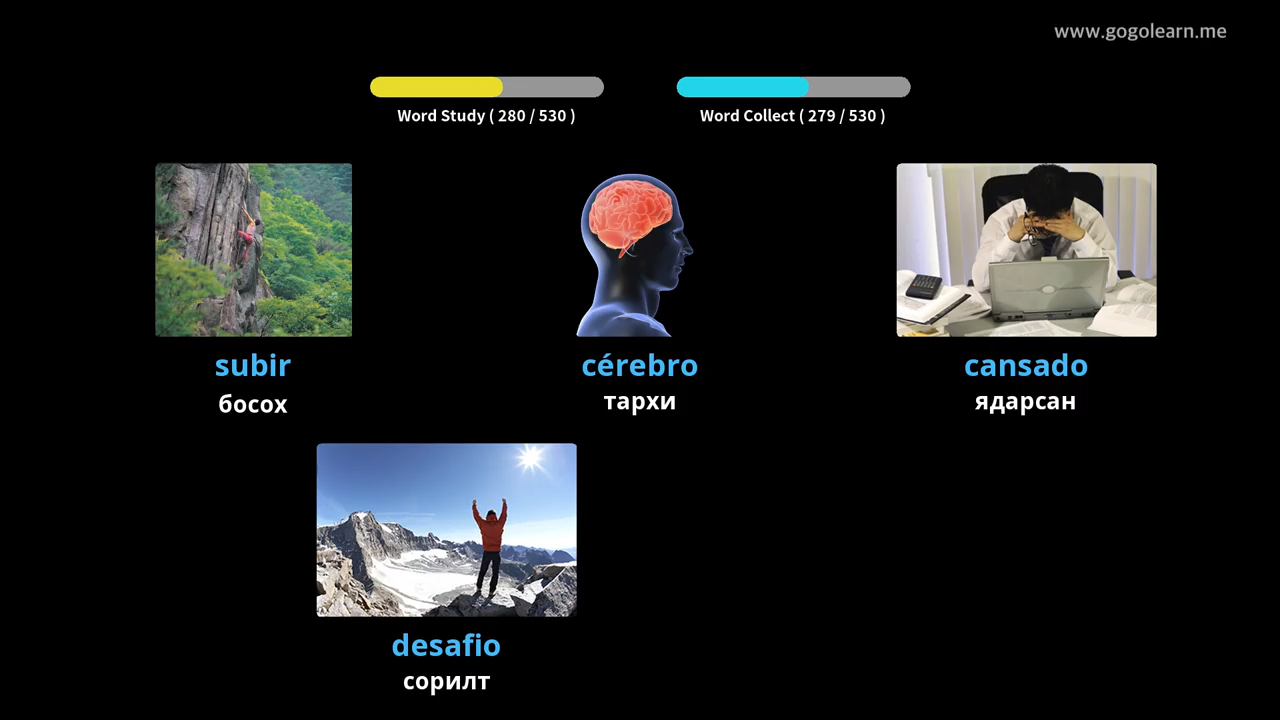 www.gogolearn.me
Word Study ( 280 / 530 )
Word Collect ( 279 / 530 )
subir
босох
cérebro
тархи
cansado
ядарсан
desafio
сорилт